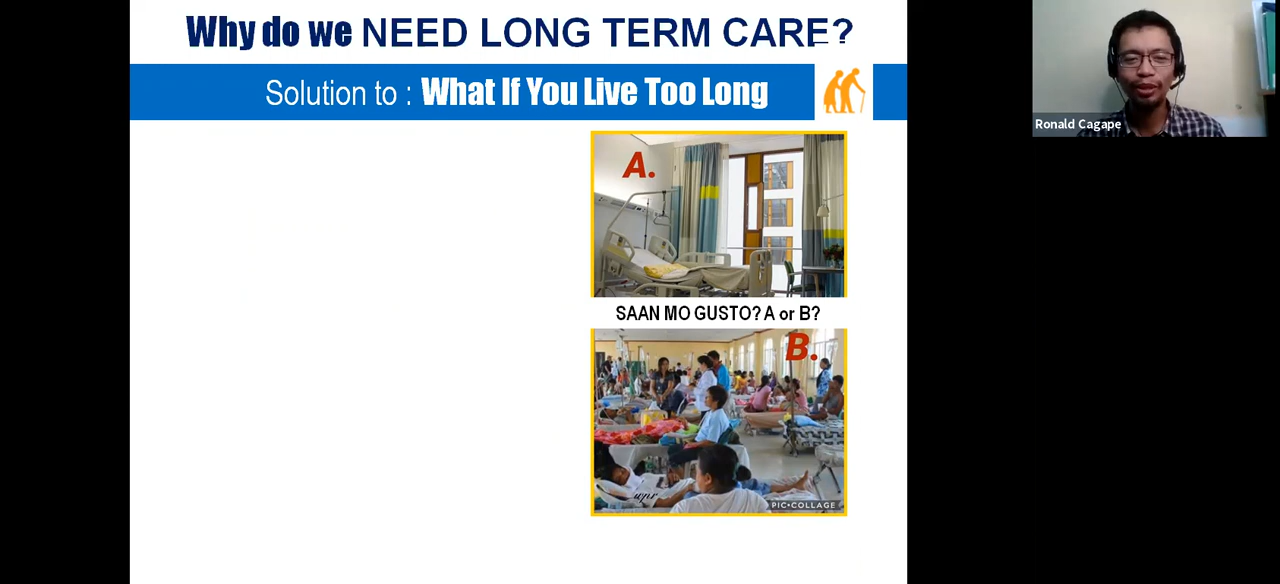 Why do we NEED LONG TERM CARE?
Solution to : What If You Live Too Long
Ronald Cagape
A.
SAAN MO GUSTO? A or B?
B.
wpr
PIC•COLLAGE